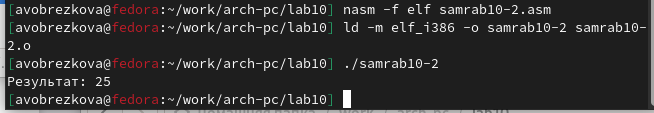 [avobrezkova@fedora:~/work/arch-pc/lab10] nasm -f elf samrab10-2.asm
[avobrezkova@fedora:~/work/arch-pc/lab10] ld -m elf_i386 -o samrab10-2 samrab10-
2.o
[avobrezkova@fedora:~/work/arch-pc/lab10] ./samrab10-2
Результат: 25
[avobrezkova@fedora:~/work/arch-pc/lab10]